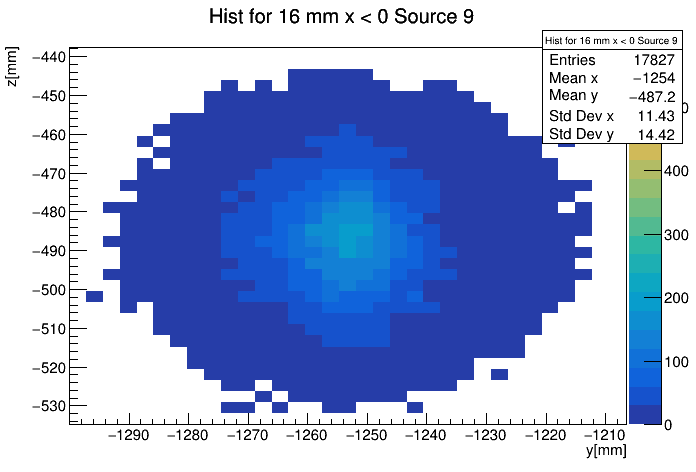 Hist for 16 mm x < 0 Source 9
z[mm]
Hist for 16 mm x < 0 Source 9
Entries 17827
Mean x −1254
Mean y −487.2
Std Dev x 11.43
Std Dev y 14.42
−440
−450
−460
−470
−480
−490
−500
−510
−520
−530
0
400
300
200
100
0
−1290 −1280 −1270 −1260 −1250 −1240 −1230 −1220 −1210
y[mm]